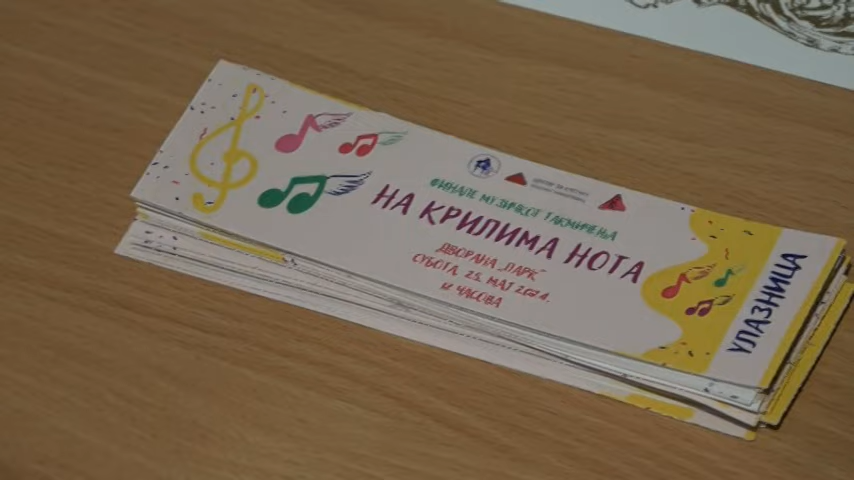 ФИНАЛЕ МУЗИЧКОГ ТАКМИЧЕЊА
НА КРИЛИМА НОТА
ДВОРАНА „ПАРК“
СУБОТА, 25. МАЈ 2024.
ЧАСОВА
УЛАЗНИЦА